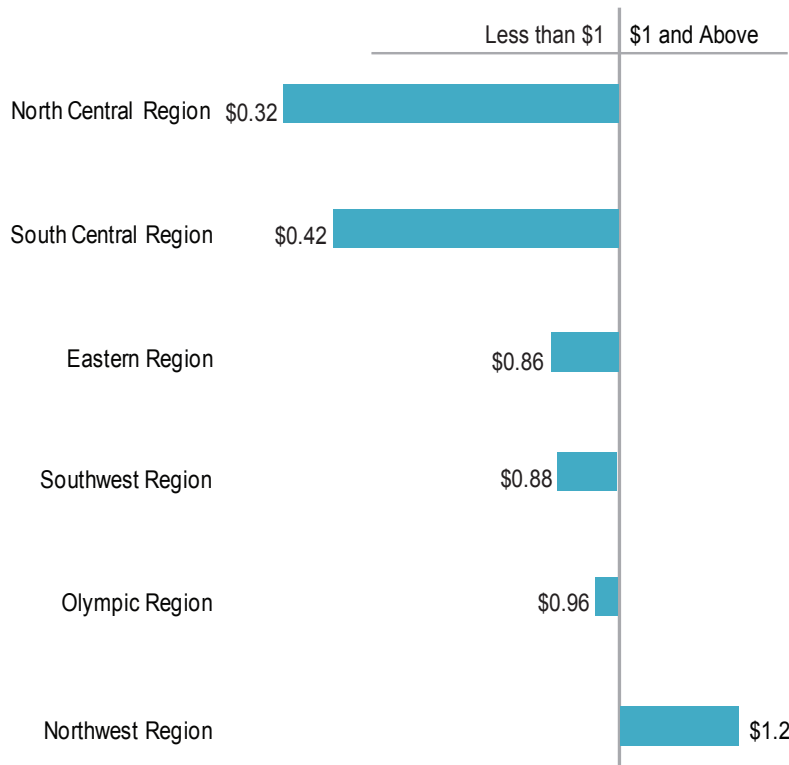 Less than $1 $1 and Above
North Central Region $0.32
South Central Region $0.42
Eastern Region $0.86
Southwest Region $0.88
Olympic Region $0.96
Northwest Region $1.2